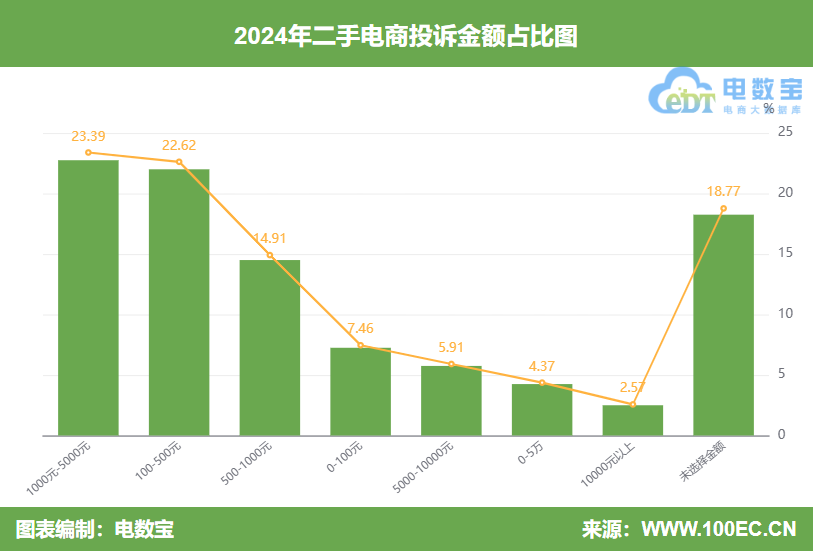 2024年二手电商投诉金额占比图
eDT 电数宝
电商大数据库
%
25
20
15
10
5
0
23.39
22.62
14.91
7.46
5.91
4.37
2.57
18.77
1000元-5000元
100-500元
500-1000元
0-100元
5000-10000元
0-5万
10000元以上
未选择金额
图表编制：电数宝
来源：WWW.100EC.CN